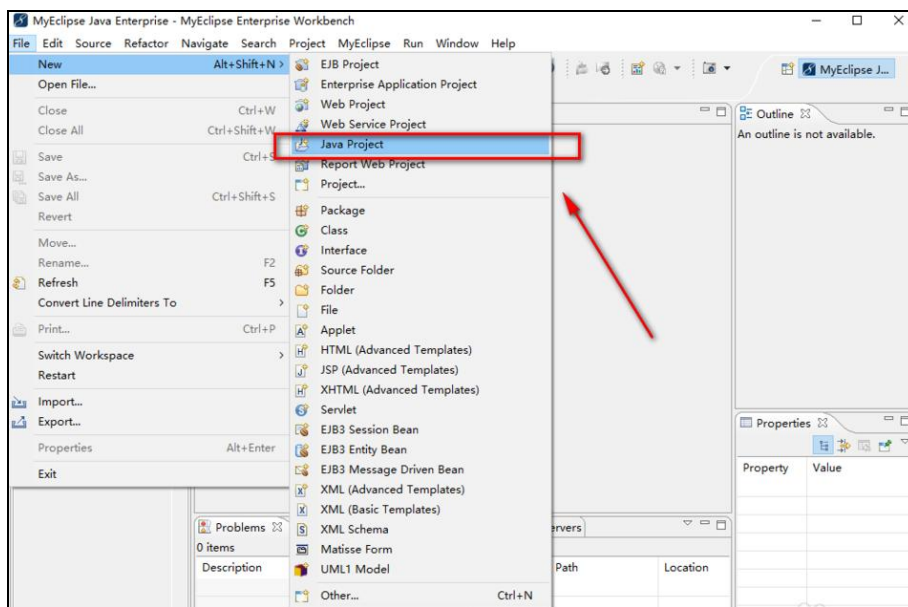 MyEclipse Java Enterprise - MyEclipse Enterprise Workbench
File Edit Source Refactor Navigate Search Project MyEclipse Run Window Help
MyEclipse J...
New Alt+Shift+N
Open File...
Close Ctrl+W
Close All Ctrl+Shift+W
Save Ctrl+S
Save As...
Save All Ctrl+Shift+S
Revert
Move...
Rename... F2
Refresh F5
Convert Line Delimiters To
Print... Ctrl+P
Switch Workspace
Restart
Import...
Export...
Properties Alt+Enter
Exit
EJB Project
Enterprise Application Project
Web Project
Web Service Project
Java Project
Report Web Project
Project...
Package
Class
Interface
Source Folder
Folder
File
Applet
HTML (Advanced Templates)
JSP (Advanced Templates)
XHTML (Advanced Templates)
Servlet
EJB3 Session Bean
EJB3 Entity Bean
EJB3 Message Driven Bean
XML (Advanced Templates)
XML (Basic Templates)
XML Schema
Matisse Form
UML1 Model
Other... Ctrl+N
Outline
An outline is not available.
Properties
Property Value
Problems
0 items
Description Path Location